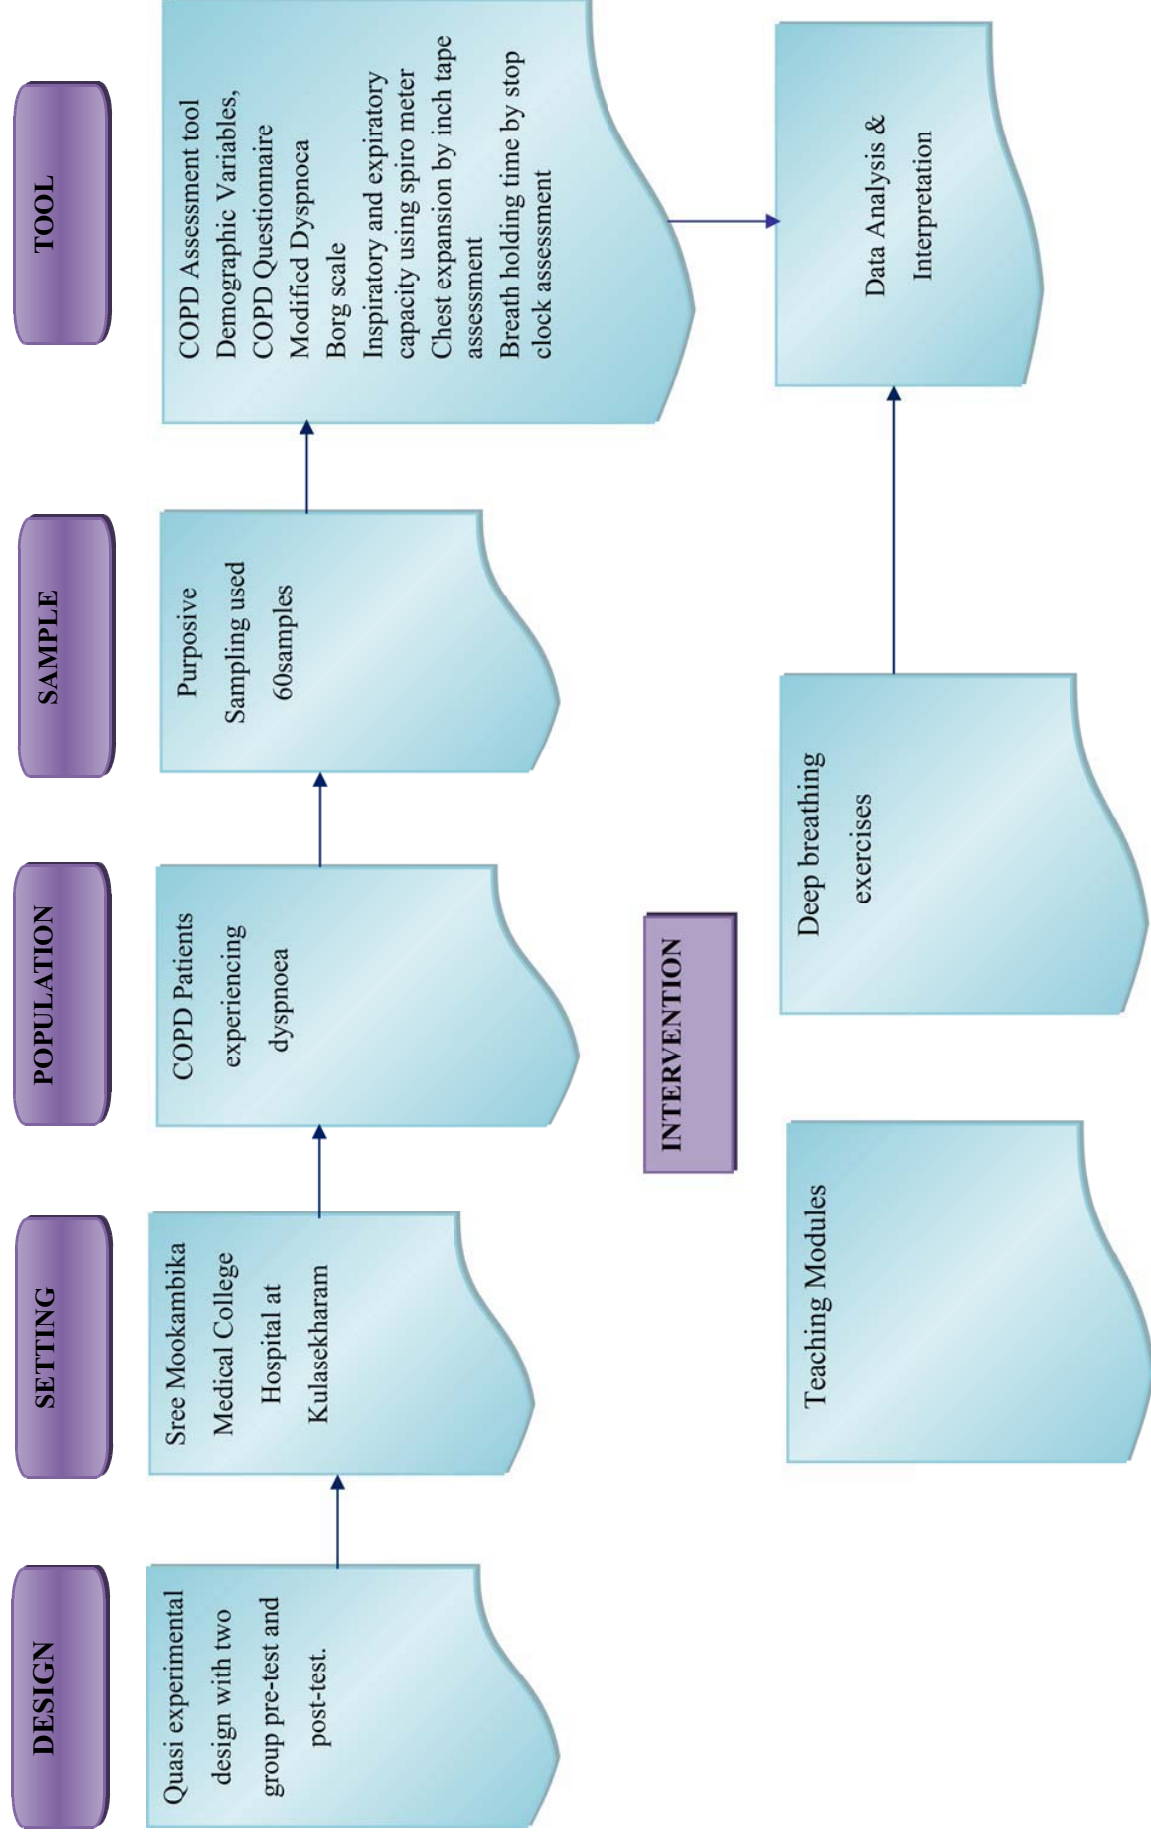 DESIGN
SETTING
POPULATION
SAMPLE
TOOL
Quasi experimental
design with two
group pre-test and
post-test.
Sree Mookambika
Medical College
Hospital at
Kulasekharam
COPD Patients
experiencing
dyspnoea
Purposive
Sampling used
60samples
COPD Assessment tool
Demographic Variables,
COPD Questionnaire
Modified Dyspnoca
Borg scale
Inspiratory and expiratory
capacity using spiro meter
Chest expansion by inch tape
assessment
Breath holding time by stop
clock assessment
INTERVENTION
Teaching Modules
Deep breathing
exercises
Data Analysis &
Interpretation